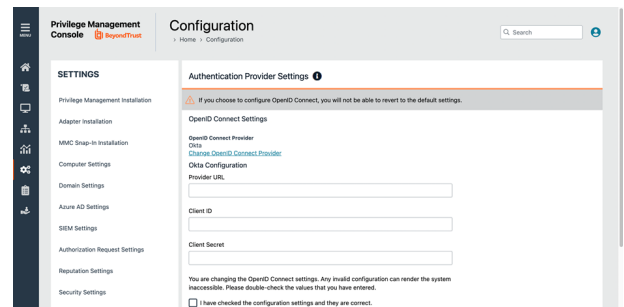 MENU
Privilege Management
Console BeyondTrust
Configuration
› Home › Configuration
Search
SETTINGS
Privilege Management Installation
Adapter Installation
MMC Snap-In Installation
Computer Settings
Domain Settings
Azure AD Settings
SIEM Settings
Authorization Request Settings
Reputation Settings
Security Settings
Authentication Provider Settings
If you choose to configure OpenID Connect, you will not be able to revert to the default settings.
OpenID Connect Settings
OpenID Connect Provider
Okta
Change OpenID Connect Provider
Okta Configuration
Provider URL
Client ID
Client Secret
You are changing the OpenID Connect settings. Any invalid configuration can render the system
inaccessible. Please double-check the values that you have entered.
I have checked the configuration settings and they are correct.